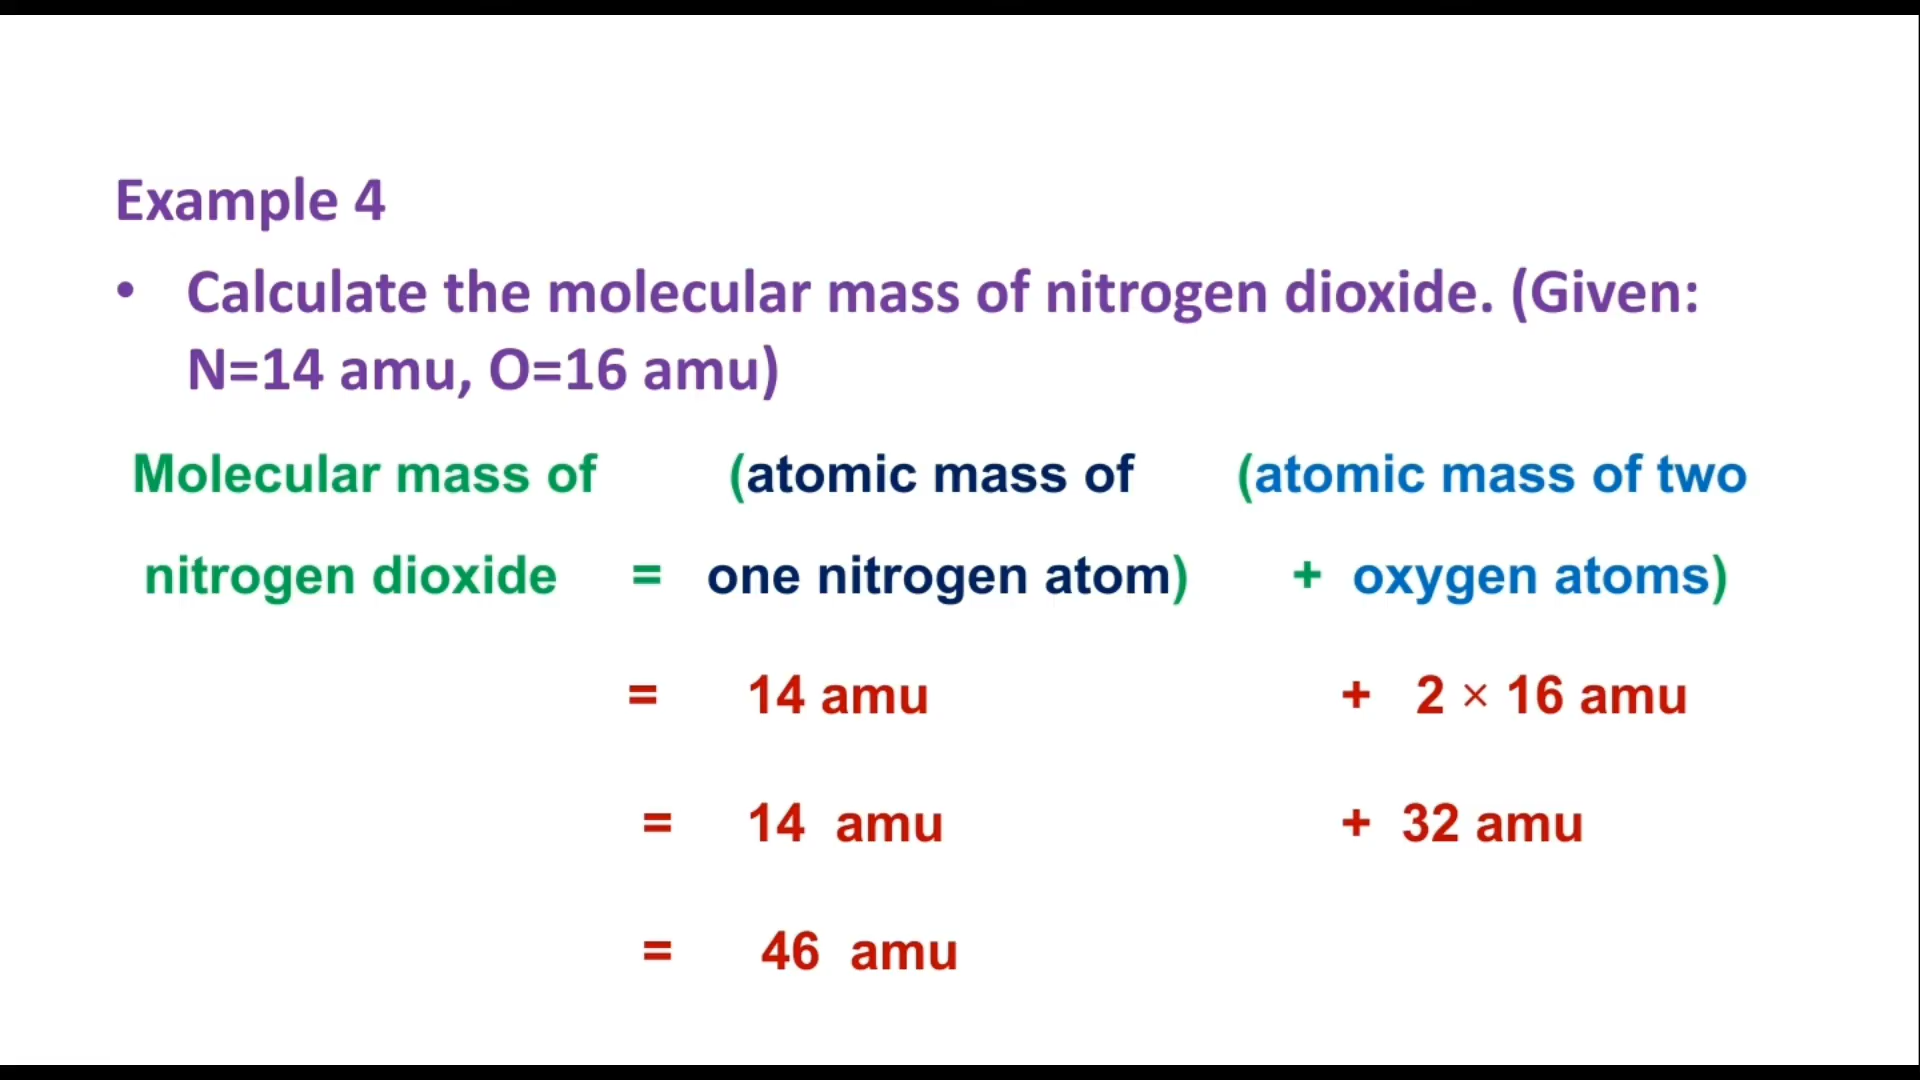 Example 4
• Calculate the molecular mass of nitrogen dioxide. (Given:
N=14 amu, O=16 amu)
Molecular mass of (atomic mass of (atomic mass of two
nitrogen dioxide = one nitrogen atom) + oxygen atoms)
= 14 amu + 2 × 16 amu
= 14 amu + 32 amu
= 46 amu